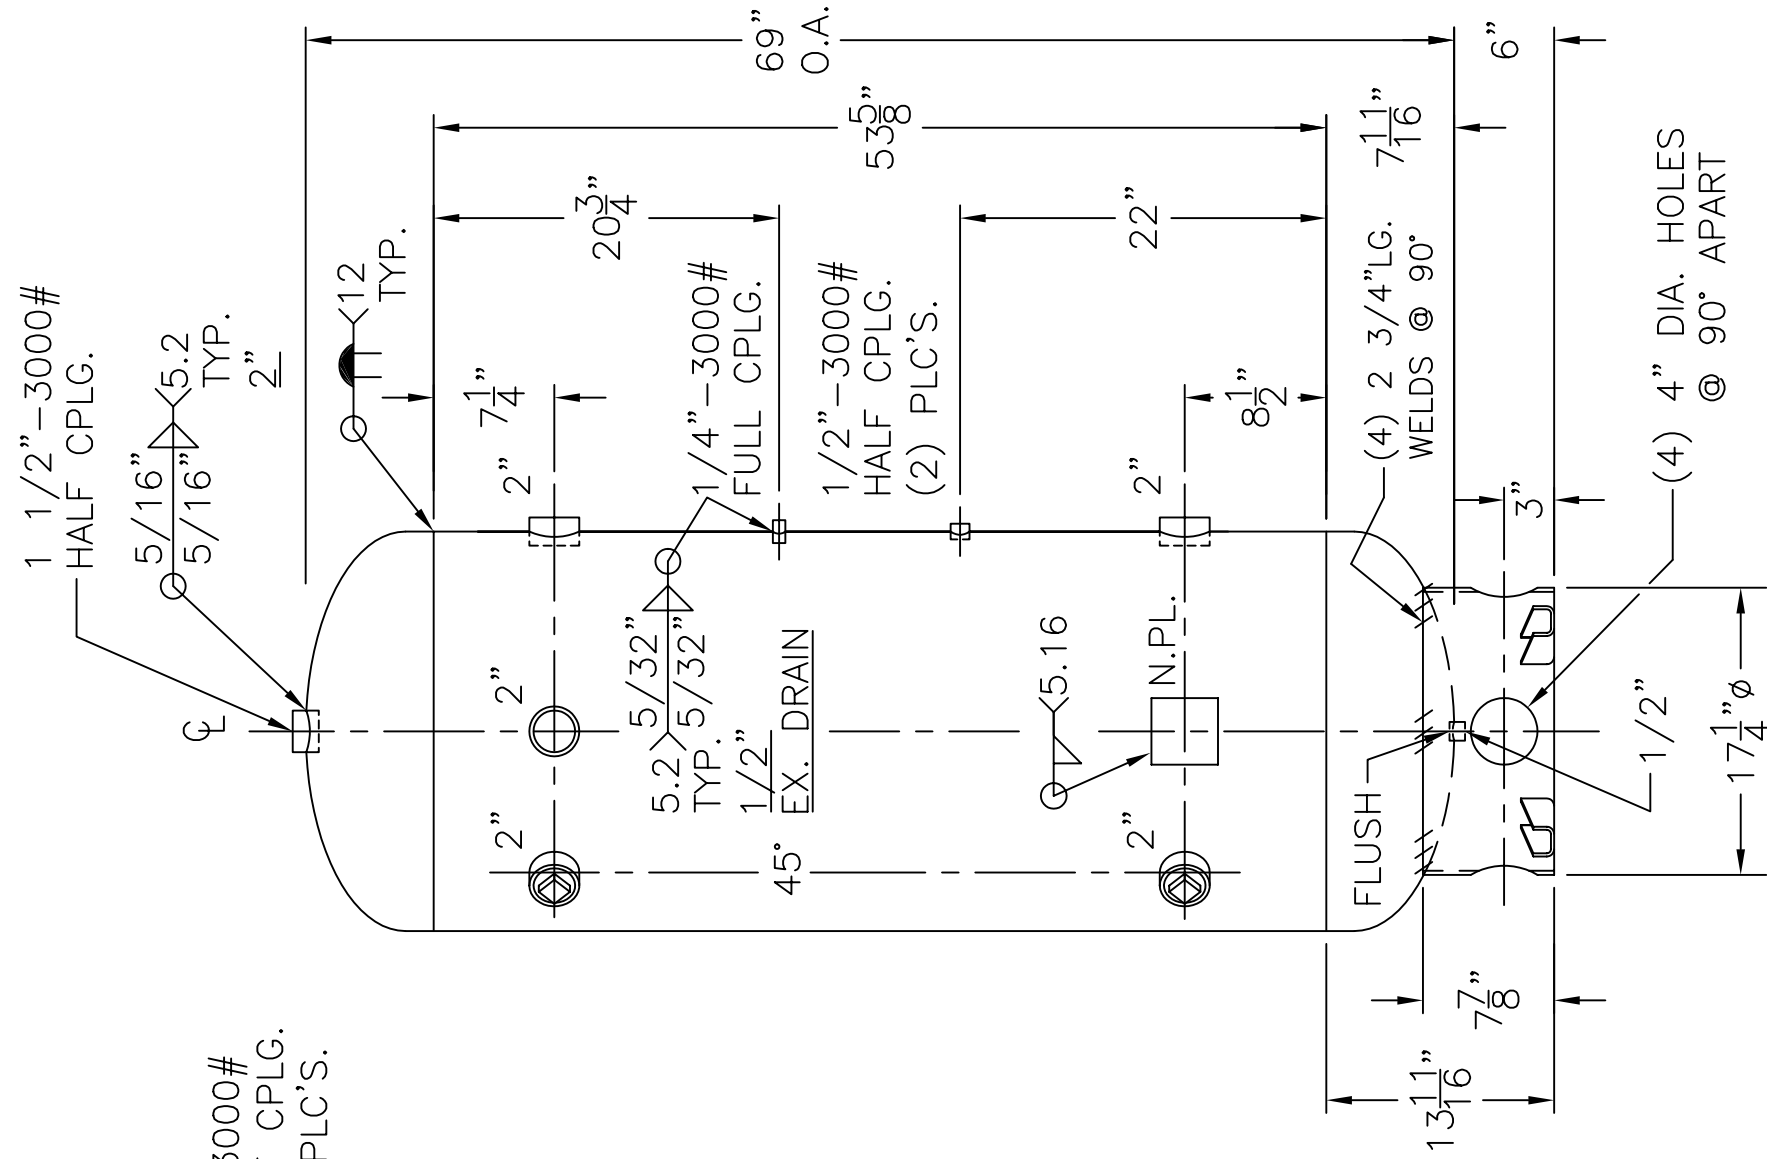 1 1/2”-3000#
HALF CPLG.
5/16”
5/16”
5.2
TYP.
2”
12
TYP.
69”
O.A.
53 5/8”
20 3/4”
22”
7 1/4”
8 1/2”
7 11/16”
6”
℄
2”
2”
2”
2”
2”
1/4”-3000#
FULL CPLG.
1/2”-3000#
HALF CPLG.
(2) PLC'S.
5/32”
5/32”
5.2
TYP.
1/2”
EX. DRAIN
45°
5.16
N.PL.
(4) 2 3/4”LG.
WELDS @ 90°
3”
(4) 4” DIA. HOLES
@ 90° APART
FLUSH
1/2”
17 1/4”ø
7 7/8”
13 11/16”
3000#
CPLG.
PLC'S.